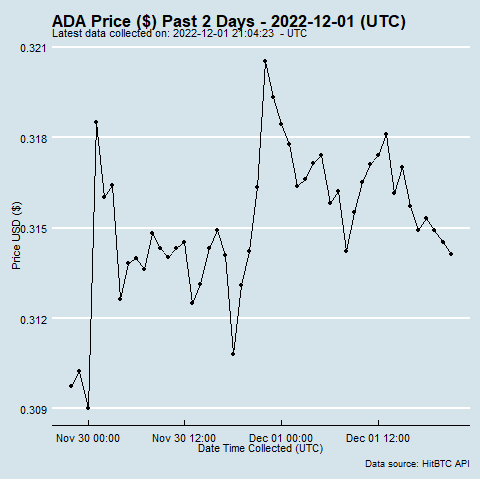 ADA Price ($) Past 2 Days - 2022-12-01 (UTC)
Latest data collected on: 2022-12-01 21:04:23  - UTC
0.321
0.318
0.315
0.312
0.309
Price USD ($)
Nov 30 00:00
Nov 30 12:00
Dec 01 00:00
Dec 01 12:00
Date Time Collected (UTC)
Data source: HitBTC API